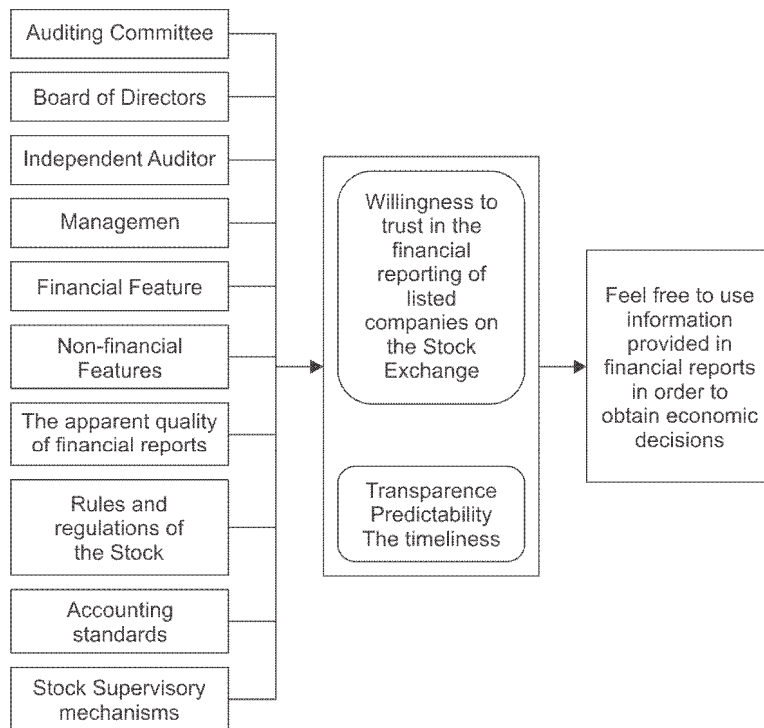 Auditing Committee
Board of Directors
Independent Auditor
Managemen
Financial Feature
Non-financial
Features
The apparent quality
of financial reports
Rules and
regulations of
the Stock
Accounting
standards
Stock Supervisory
mechanisms
Willingness to
trust in the
financial
reporting of
listed
companies on
the Stock
Exchange
Transparence
Predictability
The timeliness
Feel free to use
information
provided in
financial reports
in order to
obtain economic
decisions